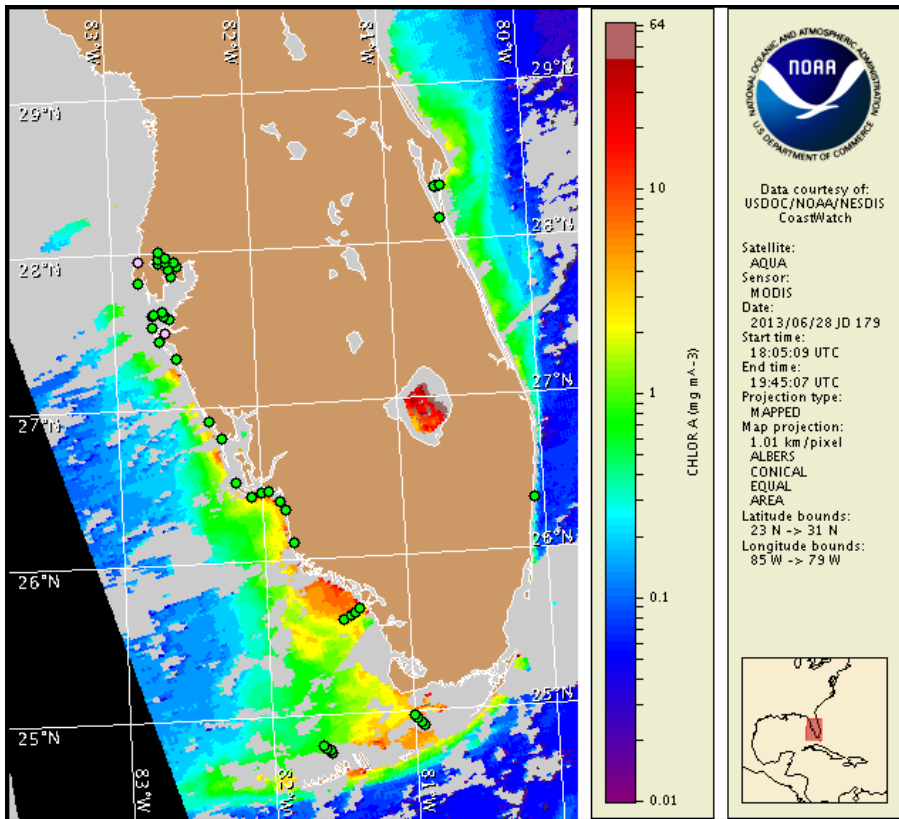 83°W
82°W
81°W
80°W
29°N
29°N
28°N
28°N
27°N
27°N
26°N
26°N
25°N
25°N
83°W
82°W
81°W
64
10
1
0.1
0.01
CHLOR A (mg m^-3)
NATIONAL OCEANIC AND ATMOSPHERIC ADMINISTRATION
NOAA
U.S. DEPARTMENT OF COMMERCE
Data courtesy of:
USDOC/NOAA/NESDIS
CoastWatch
Satellite:
AQUA
Sensor:
MODIS
Date:
2013/06/28 JD 179
Start time:
18:05:09 UTC
End time:
19:45:07 UTC
Projection type:
MAPPED
Map projection:
1.01 km/pixel
ALBERS
CONICAL
EQUAL
AREA
Latitude bounds:
23 N -> 31 N
Longitude bounds:
85 W -> 79 W